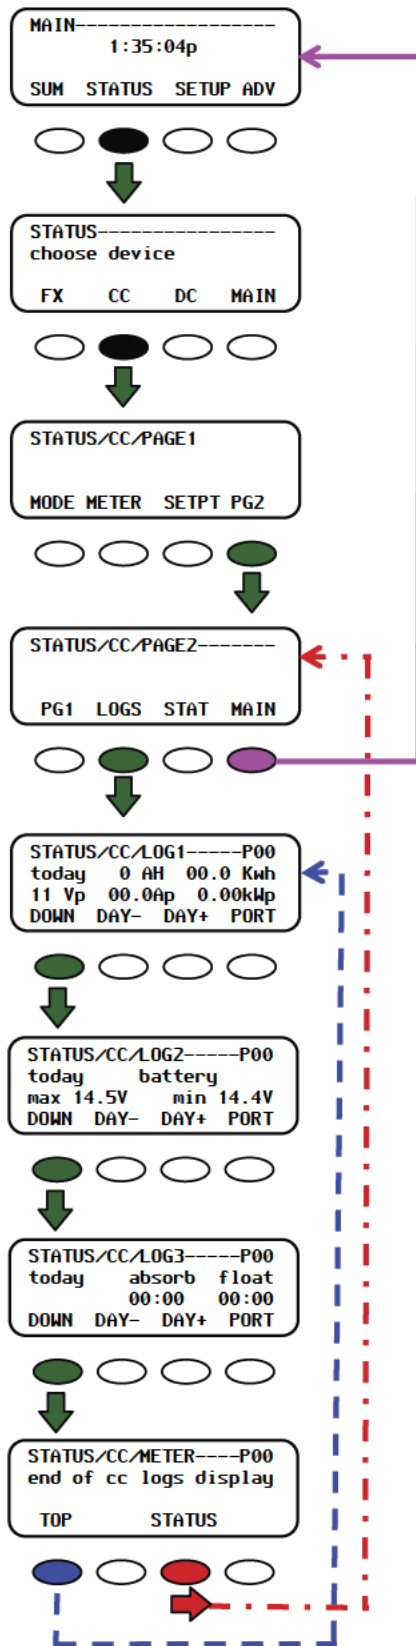 MAIN-------------------
1:35:04p
SUM STATUS SETUP ADV
STATUS-----------------
choose device
FX CC DC MAIN
STATUS/CC/PAGE1
MODE METER SETPT PG2
STATUS/CC/PAGE2-------
PG1 LOGS STAT MAIN
STATUS/CC/LOG1-----P00
today 0 AH 00.0 Kwh
11 Vp 00.0Ap 0.00kWp
DOWN DAY- DAY+ PORT
STATUS/CC/LOG2-----P00
today battery
max 14.5V min 14.4V
DOWN DAY- DAY+ PORT
STATUS/CC/LOG3-----P00
today absorb float
00:00 00:00
DOWN DAY- DAY+ PORT
STATUS/CC/METER----P00
end of cc logs display
TOP STATUS